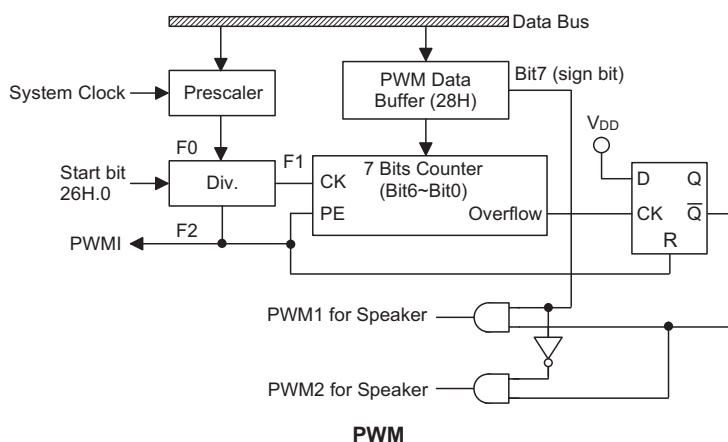 Data Bus
System Clock
Prescaler
PWM Data
Buffer (28H)
Bit7 (sign bit)
VDD
F0
F1
Start bit
26H.0
Div.
7 Bits Counter
(Bit6~Bit0)
CK
PE
Overflow
D
Q
CK
Q
R
F2
PWMI
PWM1 for Speaker
PWM2 for Speaker
PWM